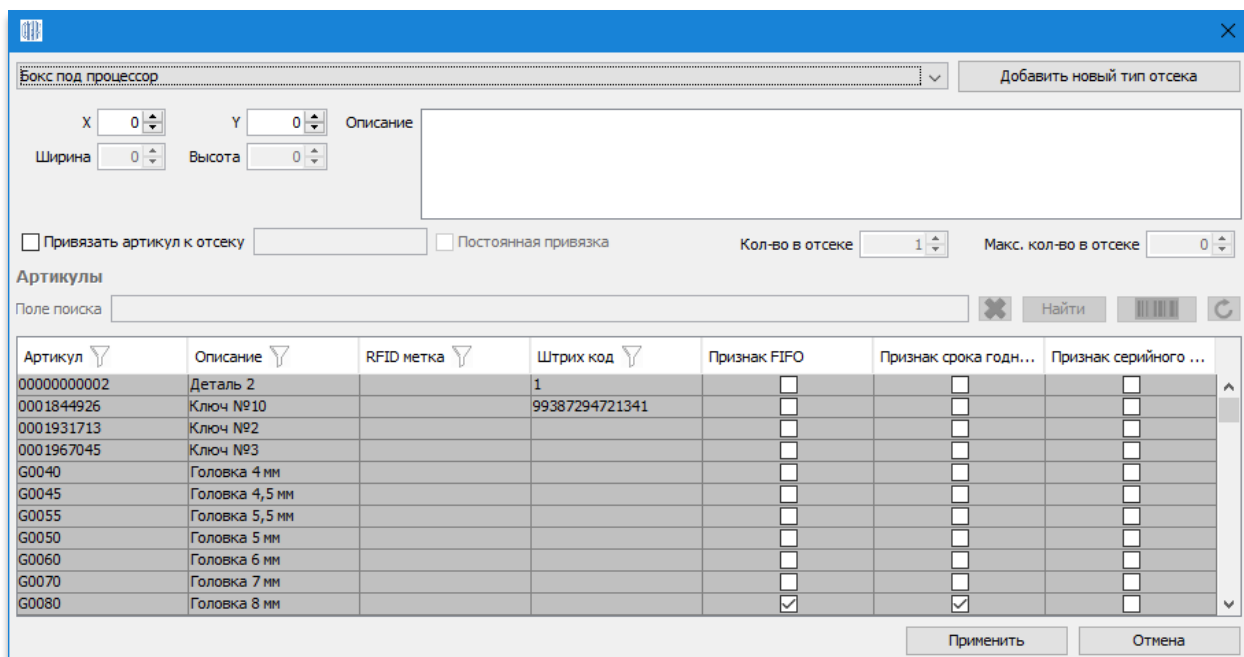 Бокс под процессор Добавить новый тип отсека
X 0 Y 0 Описание
Ширина 0 Высота 0
Привязать артикул к отсеку Постоянная привязка Кол-во в отсеке 1 Макс. кол-во в отсеке 0
Артикулы
Поле поиска Найти
Артикул Описание RFID метка Штрих код Признак FIFO Признак срока годн... Признак серийного ...
00000000002 Деталь 2 1
0001844926 Ключ №10 99387294721341
0001931713 Ключ №2
0001967045 Ключ №3
G0040 Головка 4 мм
G0045 Головка 4,5 мм
G0055 Головка 5,5 мм
G0050 Головка 5 мм
G0060 Головка 6 мм
G0070 Головка 7 мм
G0080 Головка 8 мм
Применить Отмена